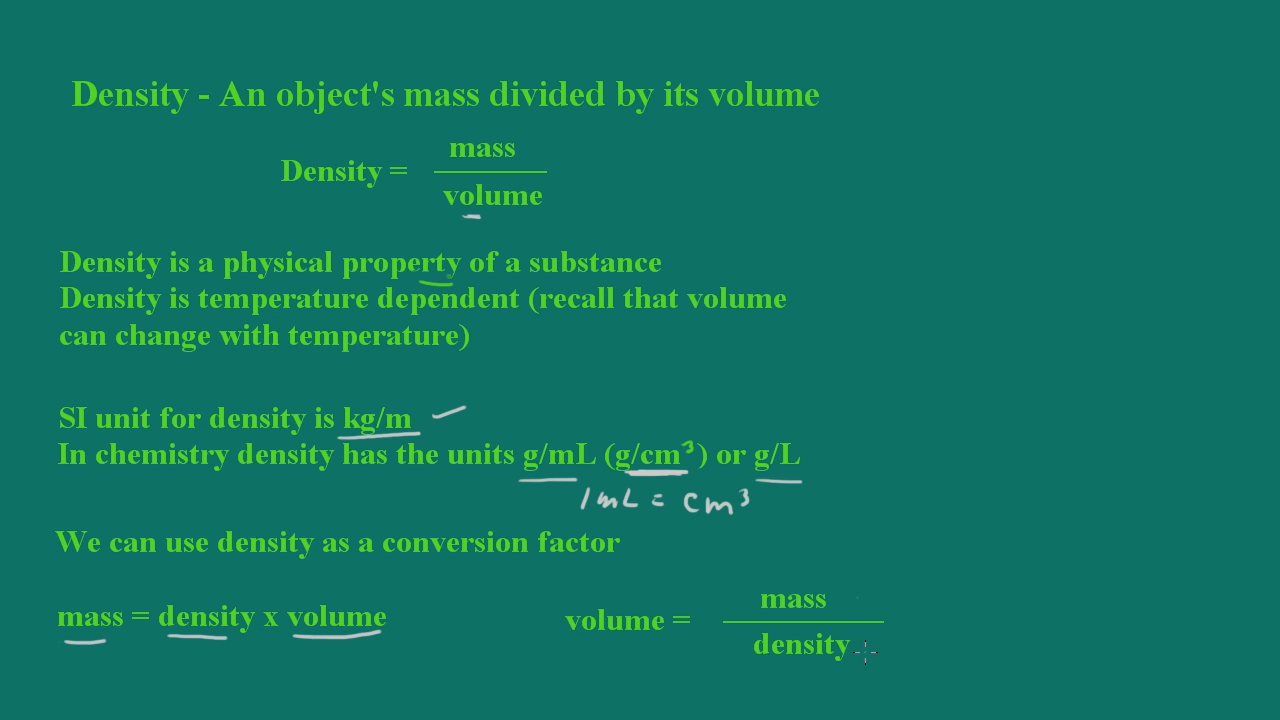 Density - An object's mass divided by its volume
mass
Density =
volume
Density is a physical property of a substance
Density is temperature dependent (recall that volume
can change with temperature)
SI unit for density is kg/m
In chemistry density has the units g/mL (g/cm³) or g/L
1mL = cm³
We can use density as a conversion factor
mass = density x volume
mass
volume =
density